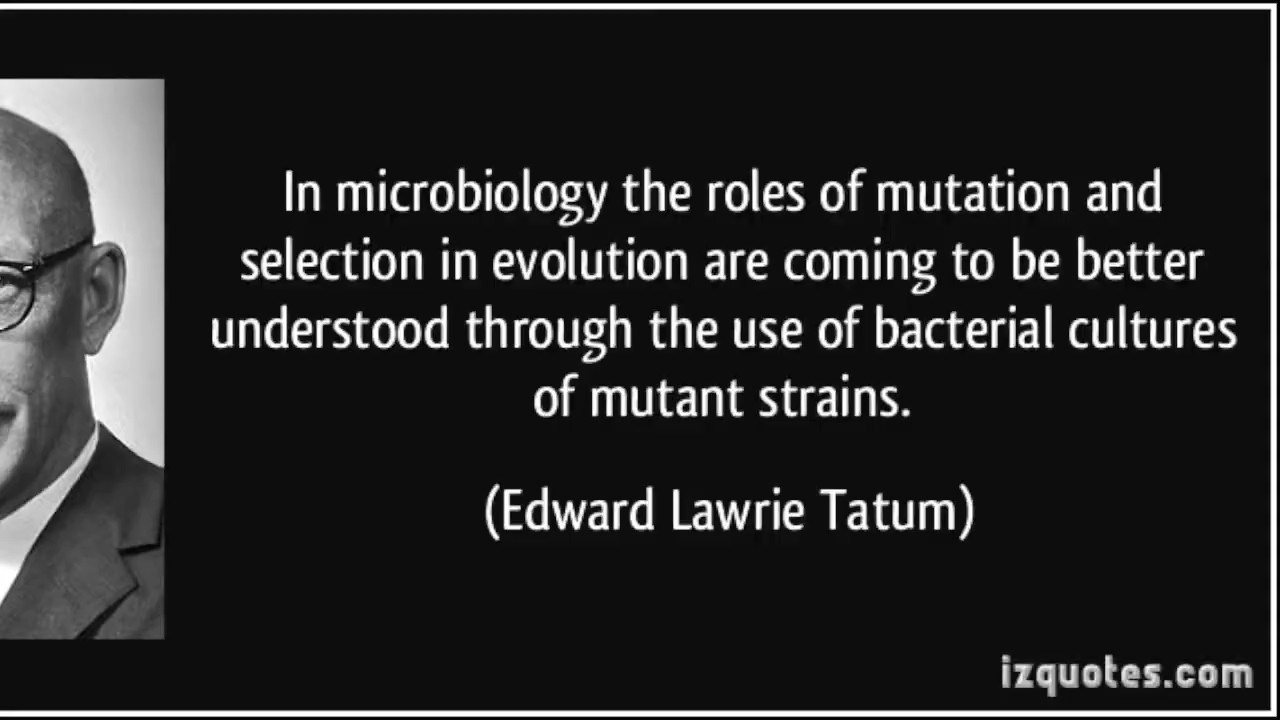 In microbiology the roles of mutation and
selection in evolution are coming to be better
understood through the use of bacterial cultures
of mutant strains.
(Edward Lawrie Tatum)
izquotes.com